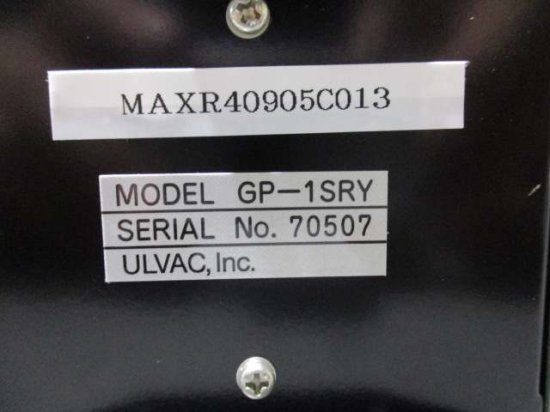 MAXR40905C013
MODEL GP-1SRY
SERIAL No. 70507
ULVAC, Inc.